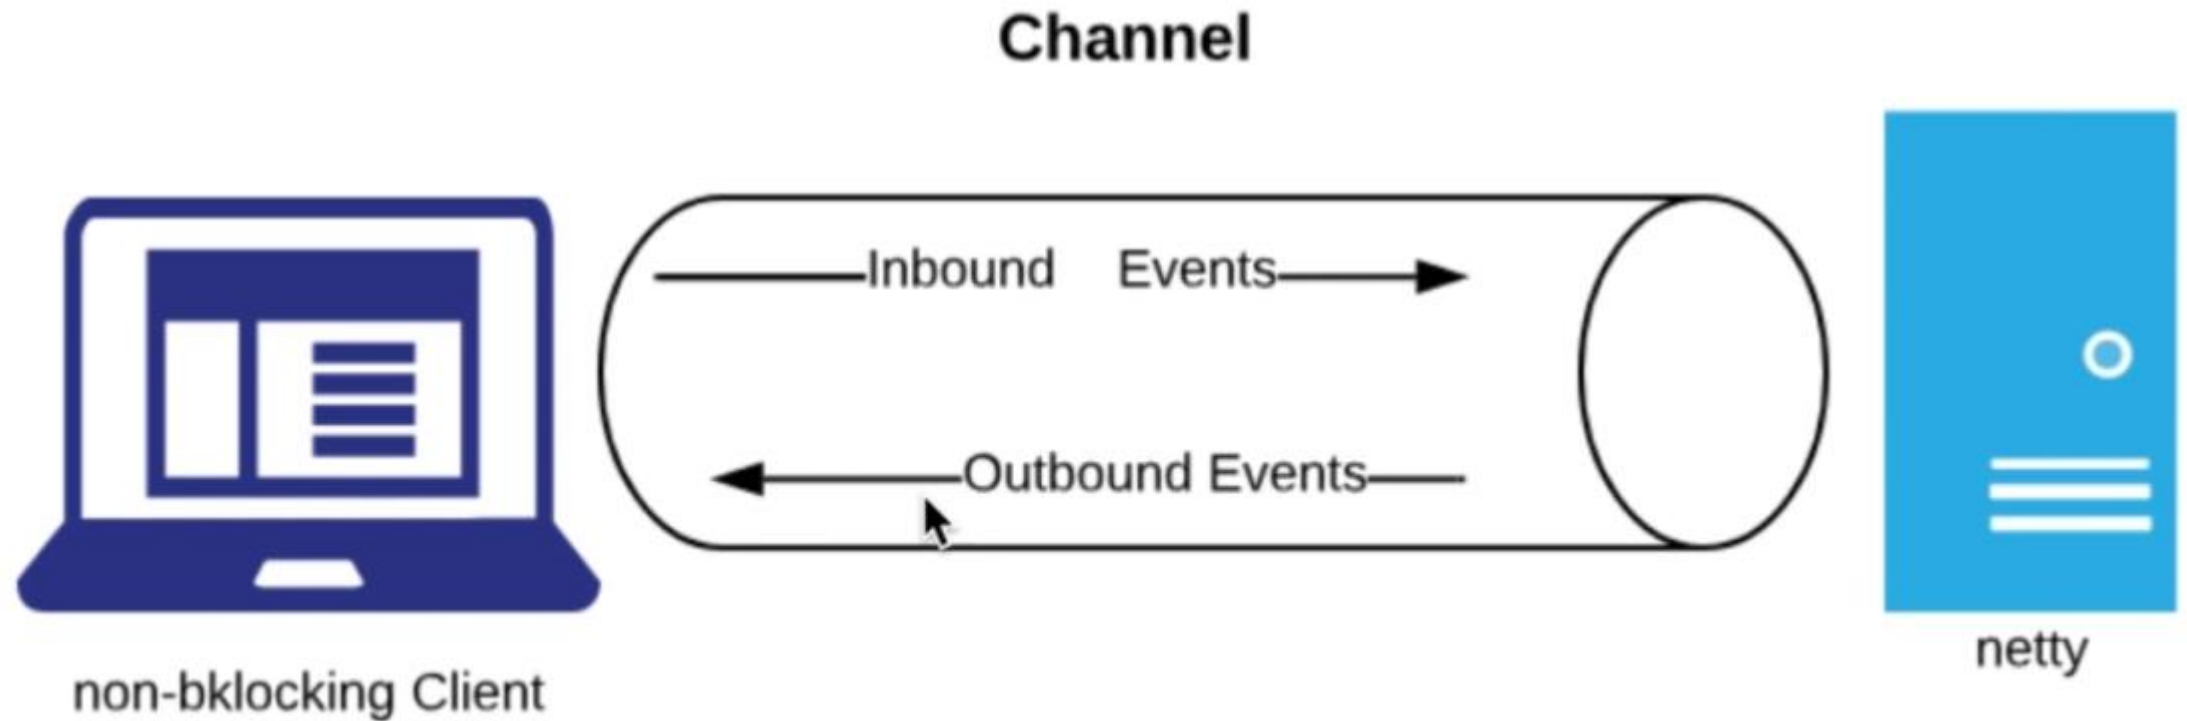 Channel
Inbound Events
Outbound Events
netty
non-bklocking Client